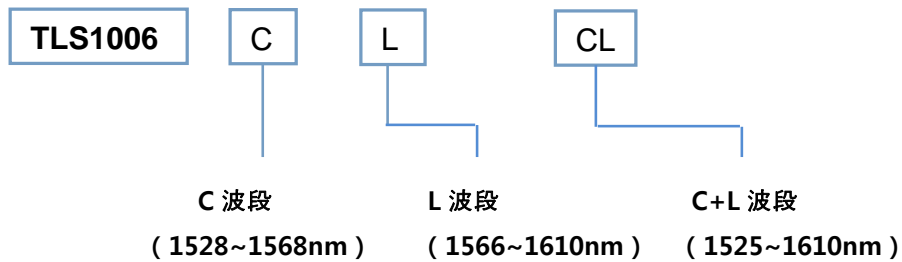 TLS1006 C L CL
C 波段 L 波段 C+L 波段
（1528~1568nm） （1566~1610nm） （1525~1610nm）